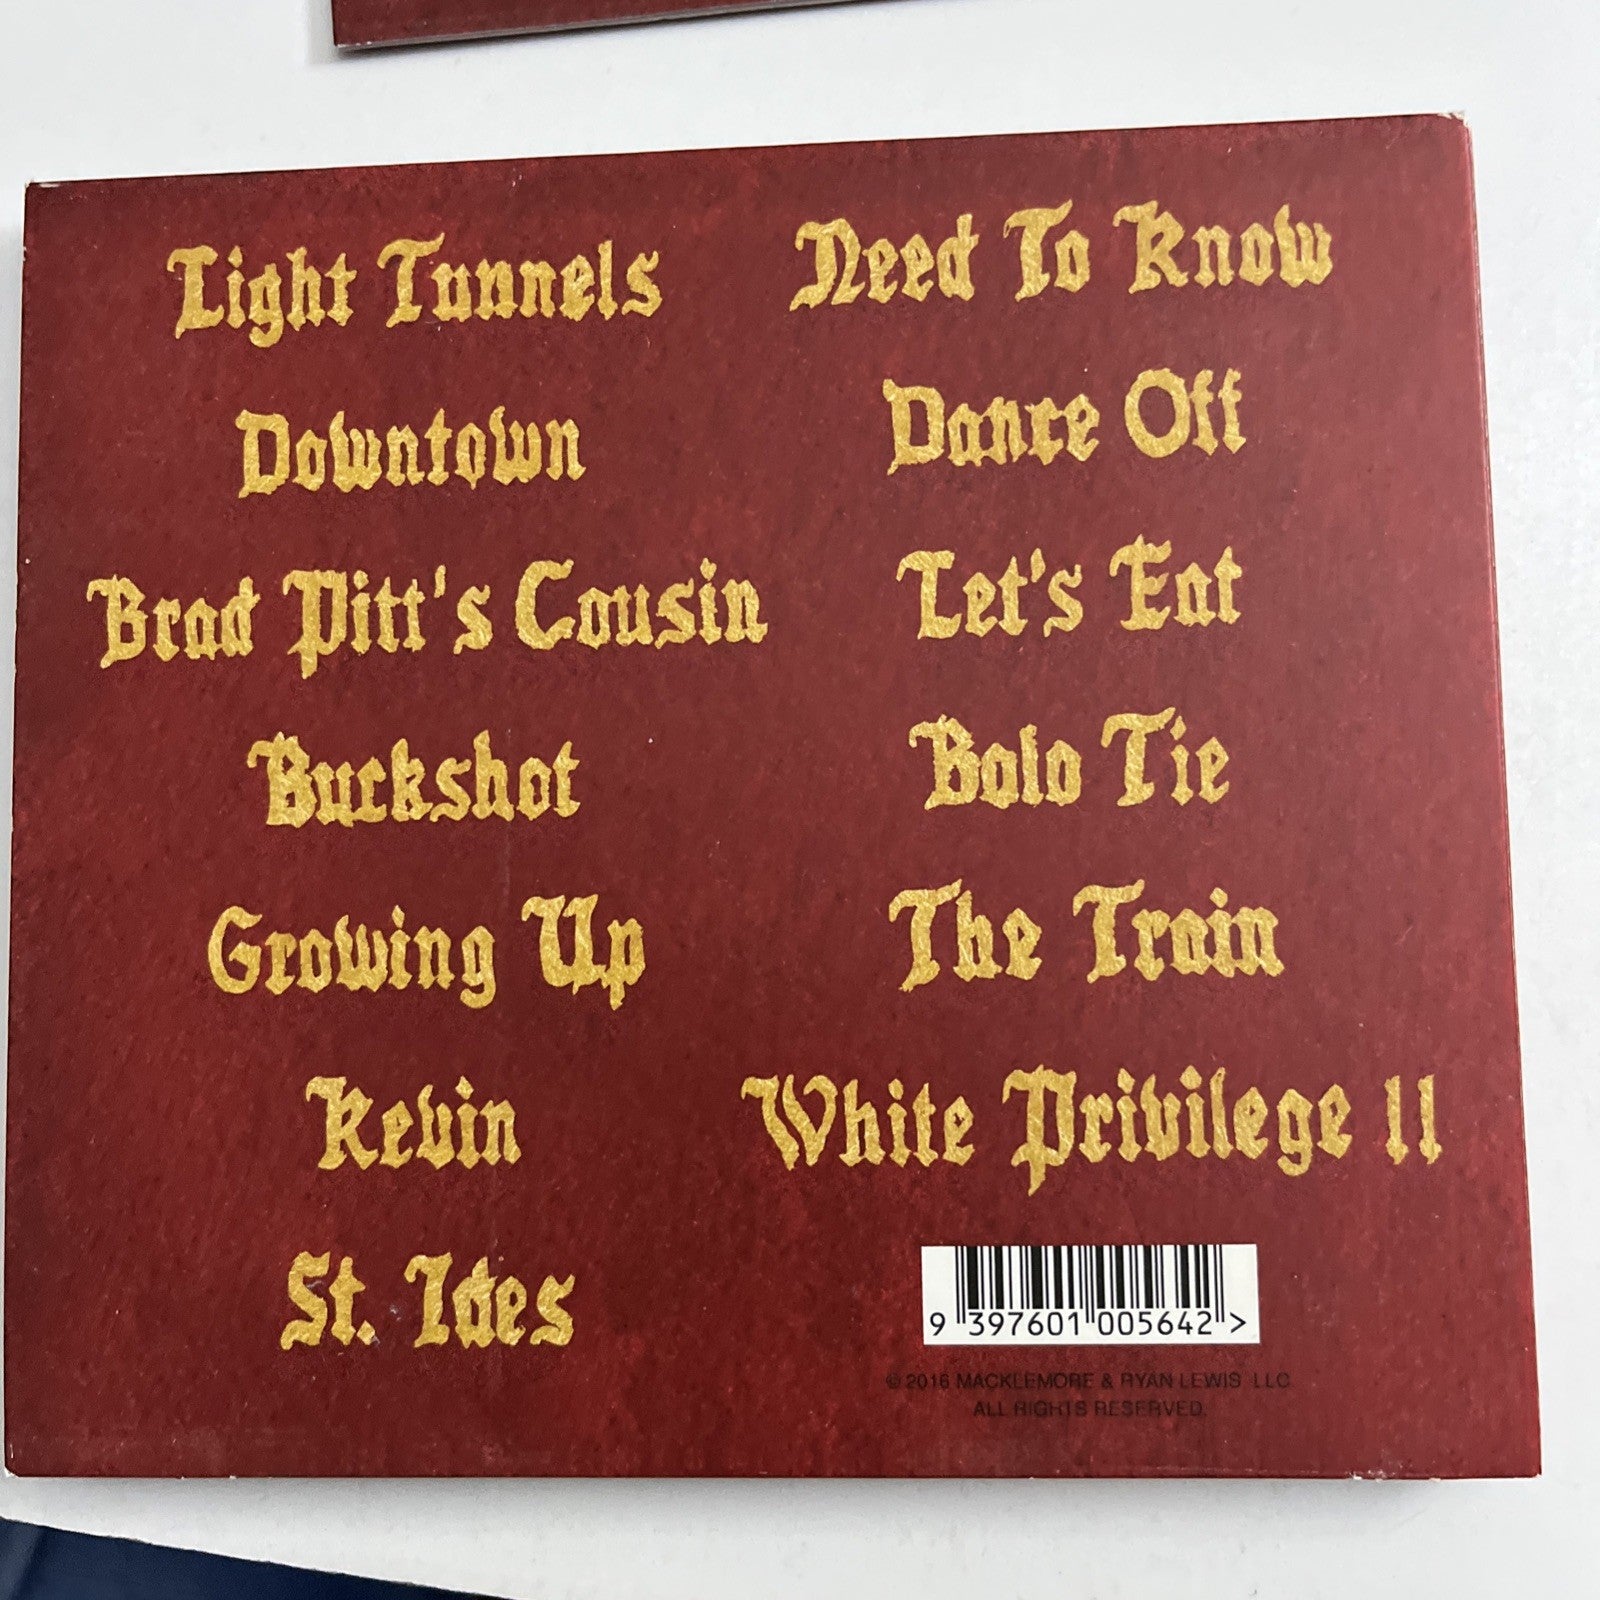 Light Tunnels
Downtown
Brad Pitt's Cousin
Buckshot
Growing Up
Kevin
St. Ides
Need To Know
Dance Off
Let's Eat
Bolo Tie
The Train
White Privilege II
9 397601 005642 >
© 2016 MACKLEMORE & RYAN LEWIS LLC
ALL RIGHTS RESERVED.